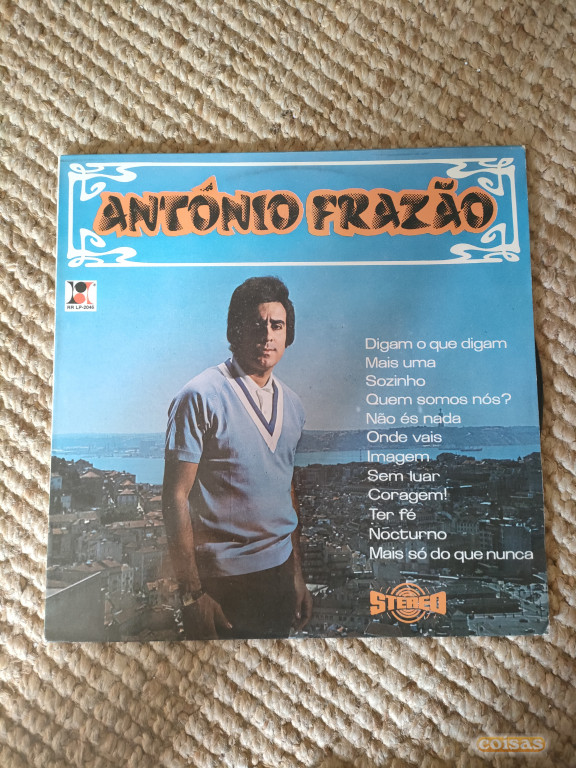 ANTÓNIO FRAZÃO
RR LP-2046
Digam o que digam
Mais uma
Sozinho
Quem somos nós?
Não és nada
Onde vais
Imagem
Sem luar
Coragem!
Ter fé
Nocturno
Mais só do que nunca
STEREO
coisas